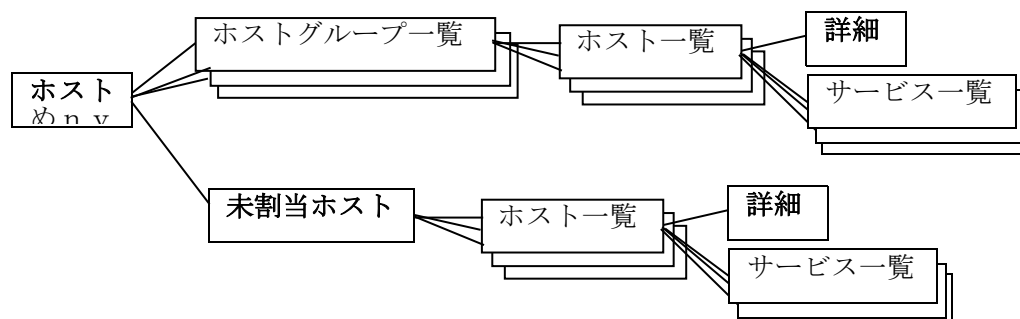 ホストグループ一覧
ホスト一覧
詳細
サービス一覧
ホスト
めｎｙ
未割当ホスト
ホスト一覧
詳細
サービス一覧